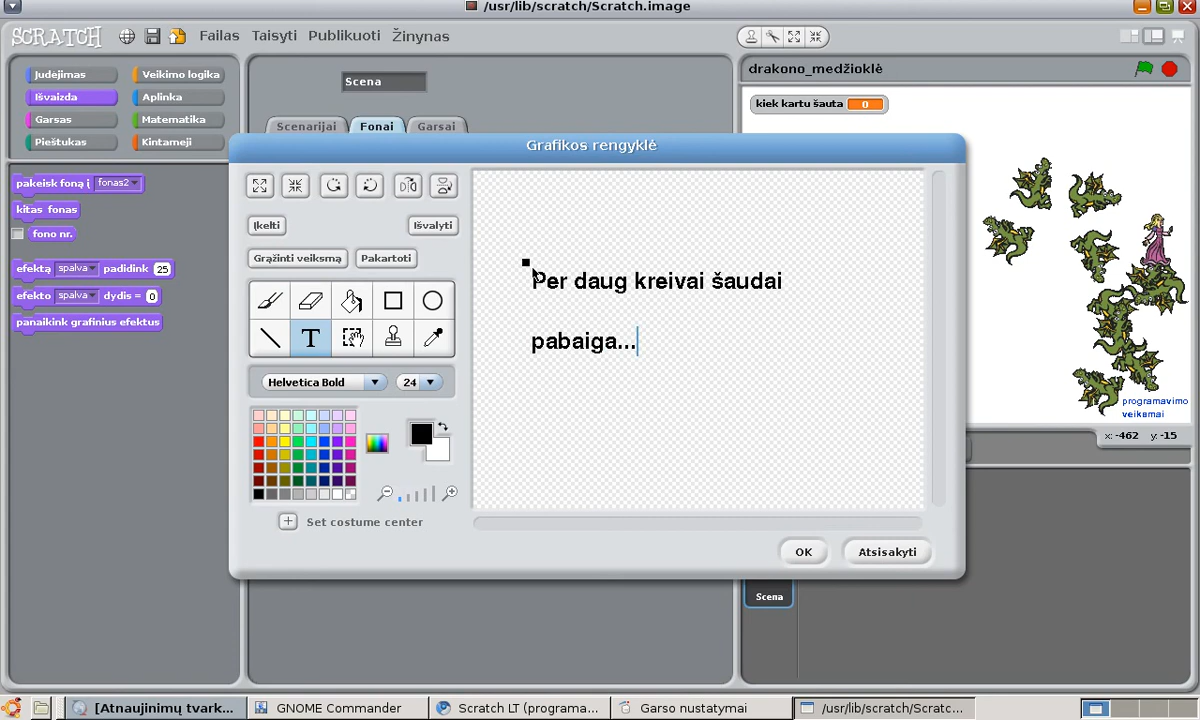 /usr/lib/scratch/Scratch.image
SCRATCH
Failas Taisyti Publikuoti Žinynas
Judėjimas
Veikimo logika
Išvaizda
Aplinka
Garsas
Matematika
Pieštukas
Kintamieji
pakeisk foną į fonas2
kitas fonas
fono nr.
efektą spalva padidink 25
efekto spalva dydis = 0
panaikink grafinius efektus
Scena
Scenarijai Fonai Garsai
drakono_medžioklė
kiek kartu šauta 0
programavimo
veiksmai
x: -462 y: -15
Scena
Grafikos rengyklė
Įkelti
Išvalyti
Grąžinti veiksmą
Pakartoti
T
Helvetica Bold
24
Set costume center
Per daug kreivai šaudai
pabaiga...
OK
Atsisakyti
[Atnaujinimų tvark...
GNOME Commander
Scratch LT (programa...
Garso nustatymai
/usr/lib/scratch/Scratc...